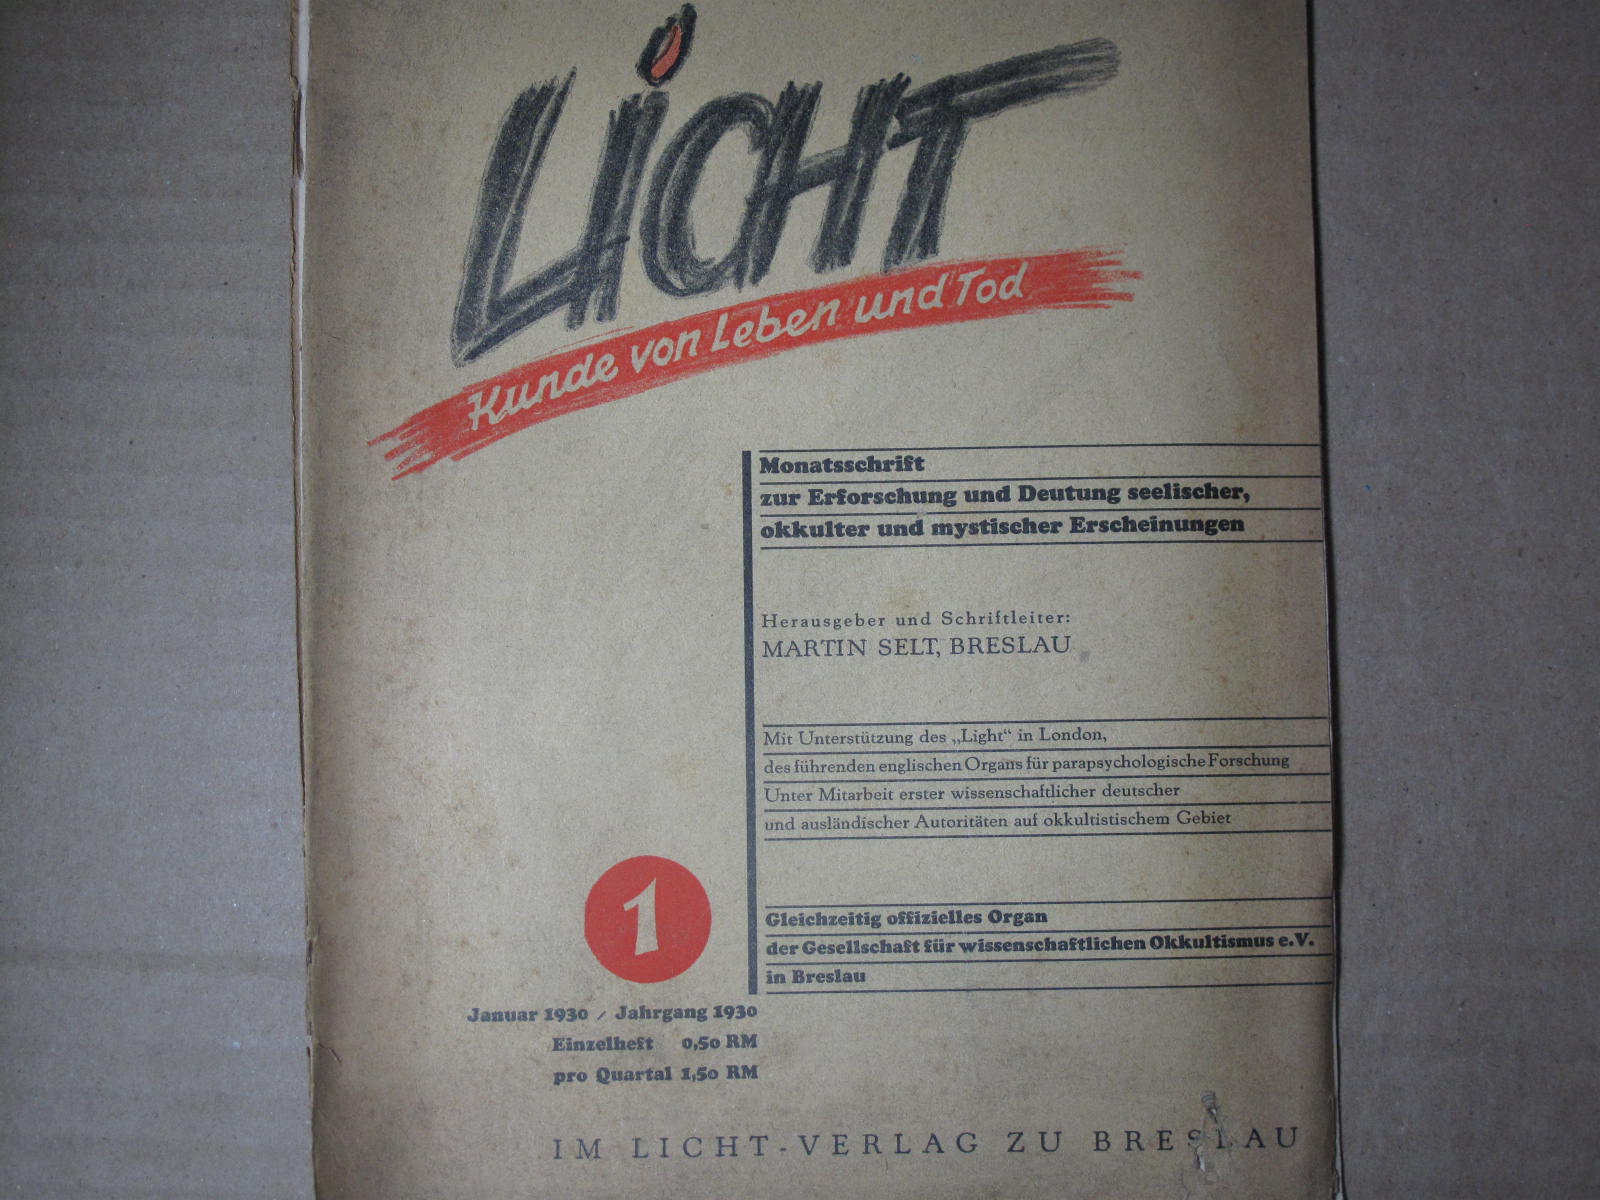 LiCHT
Kunde von Leben und Tod
Monatsschrift
zur Erforschung und Deutung seelischer,
okkulter und mystischer Erscheinungen
Herausgeber und Schriftleiter:
MARTIN SELT, BRESLAU
Mit Unterstützung des „Light“ in London,
des führenden englischen Organs für parapsychologische Forschung
Unter Mitarbeit erster wissenschaftlicher deutscher
und ausländischer Autoritäten auf okkultistischem Gebiet
1
Gleichzeitig offizielles Organ
der Gesellschaft für wissenschaftlichen Okkultismus e.V.
in Breslau
Januar 1930 / Jahrgang 1930
Einzelheft 0,50 RM
pro Quartal 1,50 RM
IM LICHT-VERLAG ZU BRESLAU